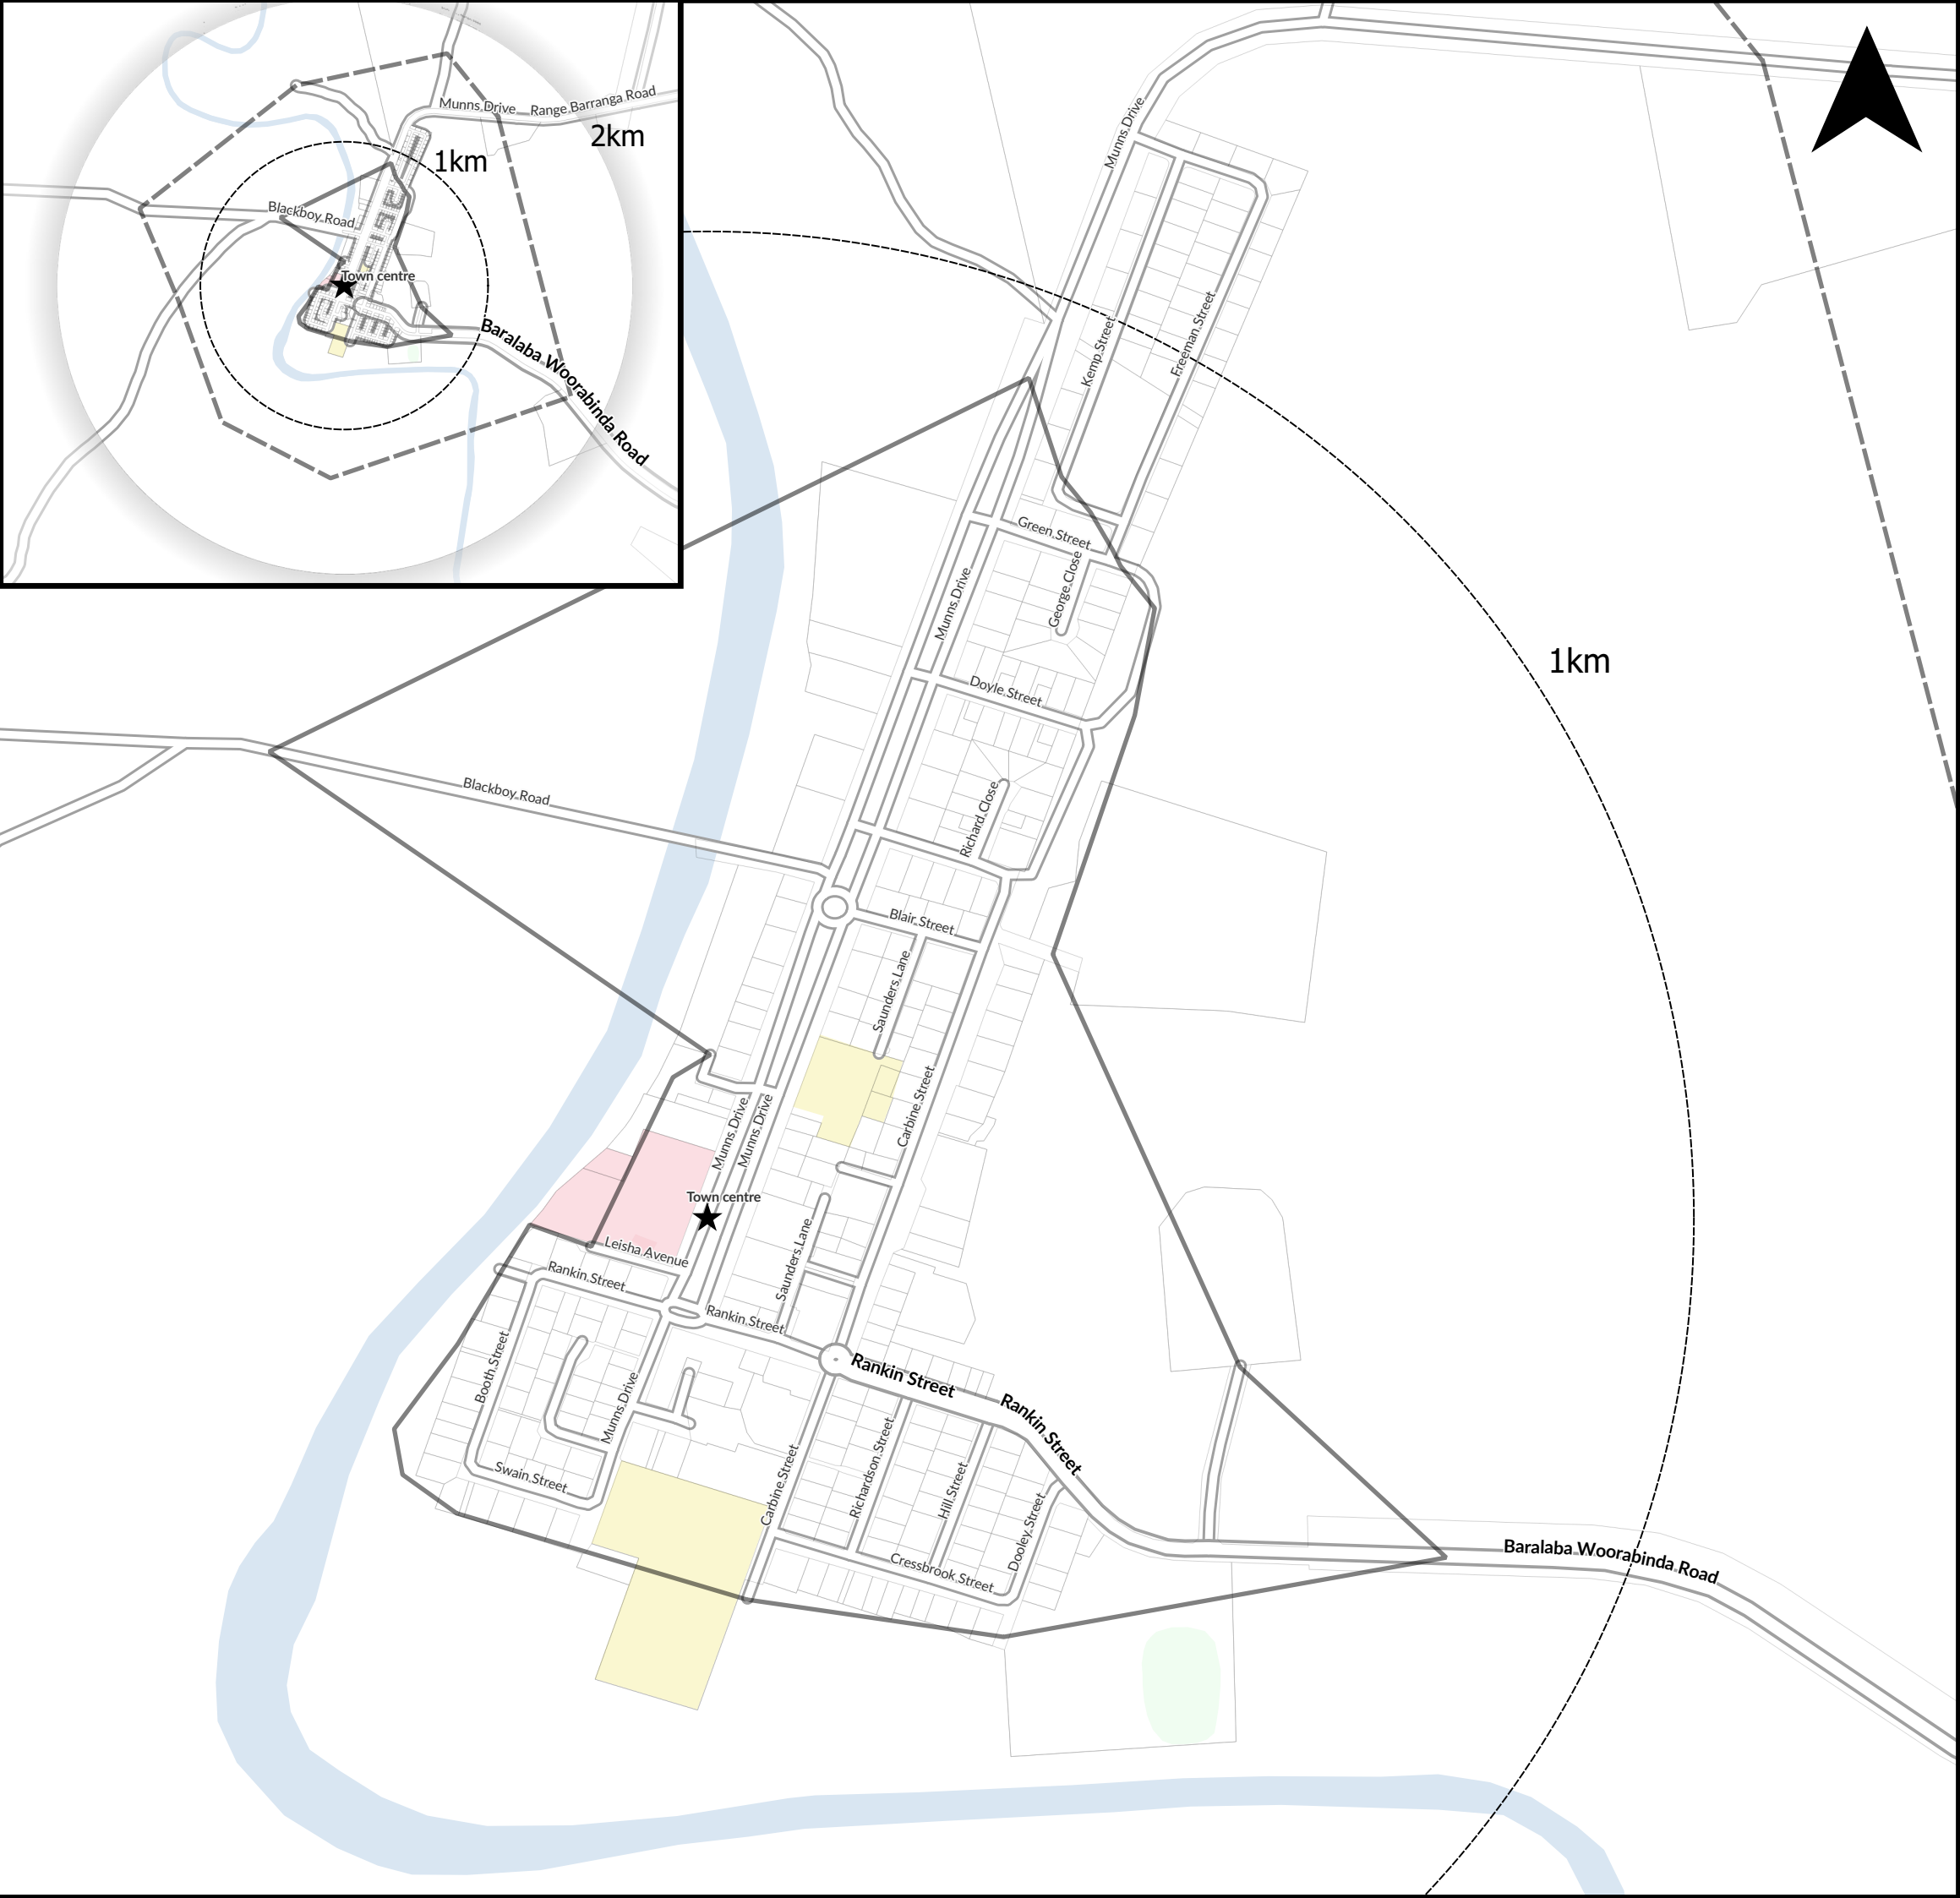 Munns Drive
Range Barranga Road
2km
1km
Blackboy Road
Town centre
Baralaba Woorabinda Road
Munns Drive
Kemp Street
Freeman Street
Green Street
George Close
Munns Drive
1km
Doyle Street
Blackboy Road
Richard Close
Blair Street
Saunders Lane
Carbine Street
Munns Drive
Munns Drive
Town centre
Leisha Avenue
Saunders Lane
Rankin Street
Rankin Street
Rankin Street
Rankin Street
Booth Street
Munns Drive
Swain Street
Carbine Street
Richardson Street
Hill Street
Dooley Street
Cressbrook Street
Baralaba Woorabinda Road